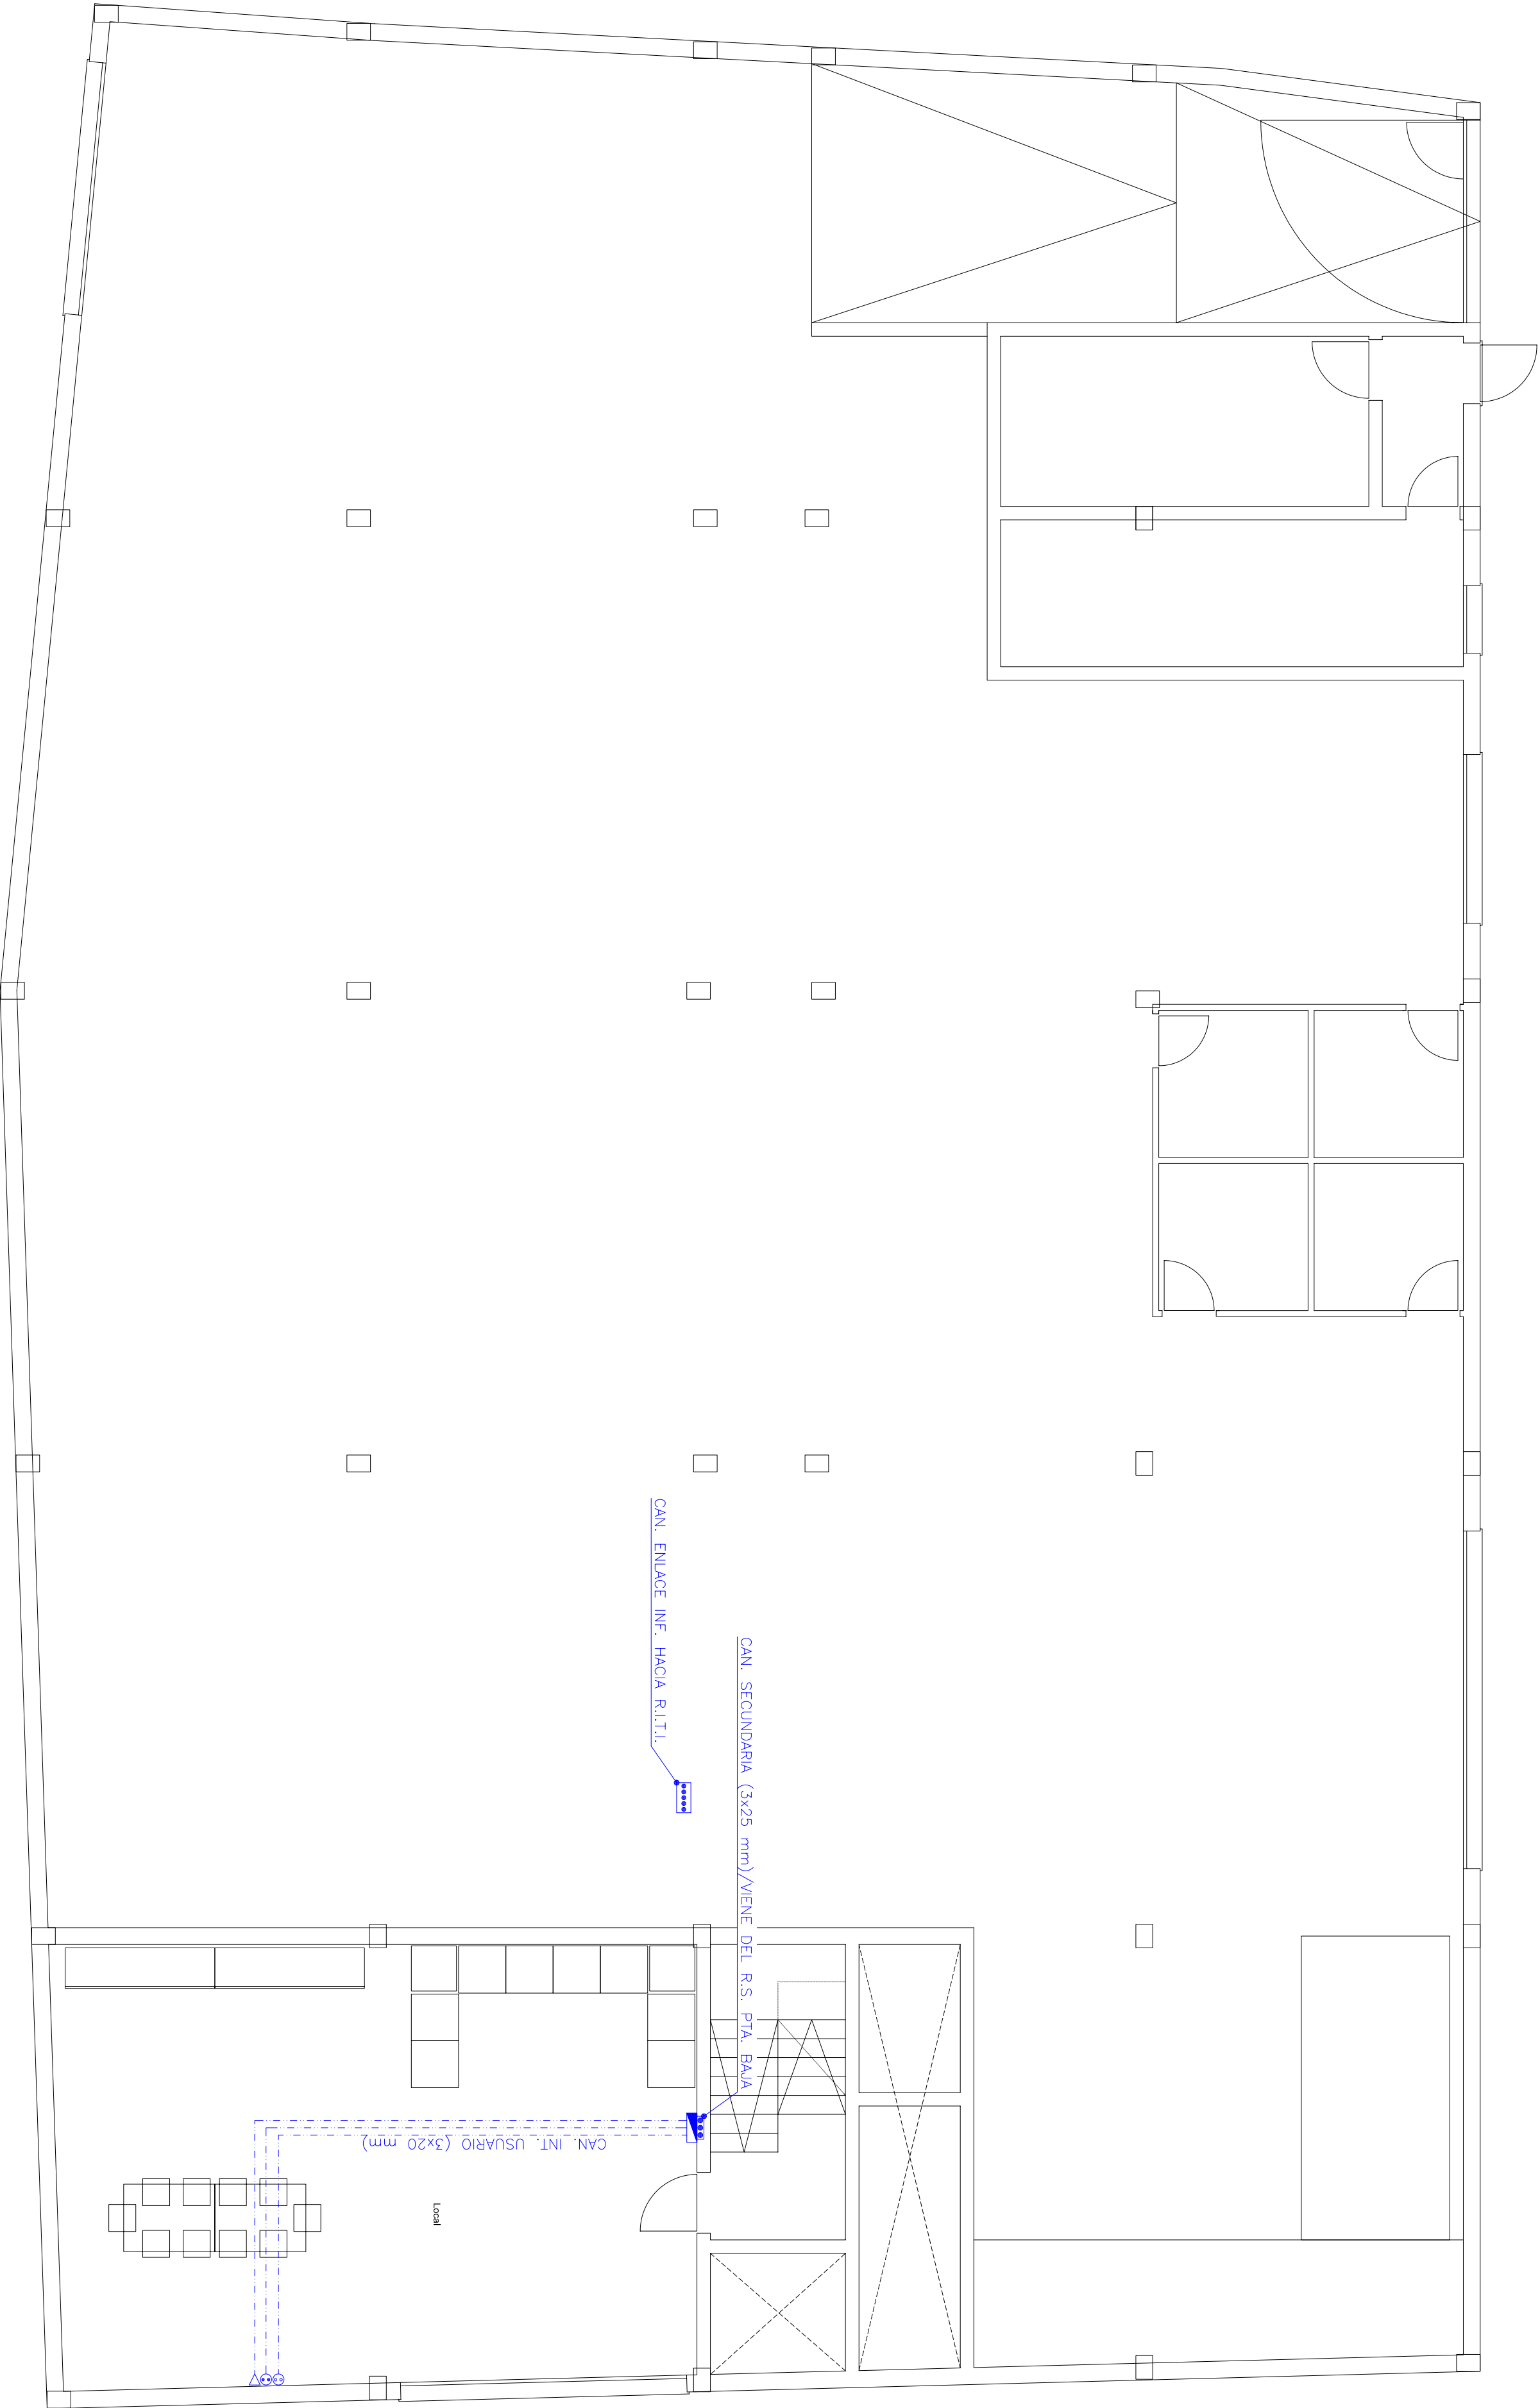 CAN. ENLACE INF. HACIA R.I.T.I.
CAN. SECUNDARIA (3x25 mm)/VIENE DEL R.S. PTA. BAJA
CAN. INT. USUARIO (3x20 mm)
Local